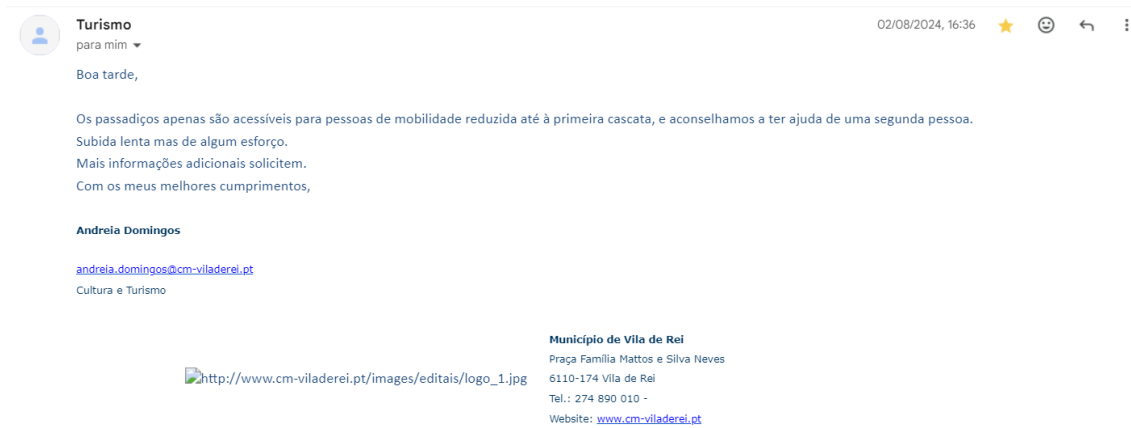 Turismo
02/08/2024, 16:36
para mim
Boa tarde,
Os passadiços apenas são acessíveis para pessoas de mobilidade reduzida até à primeira cascata, e aconselhamos a ter ajuda de uma segunda pessoa.
Subida lenta mas de algum esforço.
Mais informações adicionais solicitem.
Com os meus melhores cumprimentos,
Andreia Domingos
andreia.domingos@cm-viladerei.pt
Cultura e Turismo
http://www.cm-viladerei.pt/images/editais/logo_1.jpg
Município de Vila de Rei
Praça Família Mattos e Silva Neves
6110-174 Vila de Rei
Tel.: 274 890 010 -
Website: www.cm-viladerei.pt